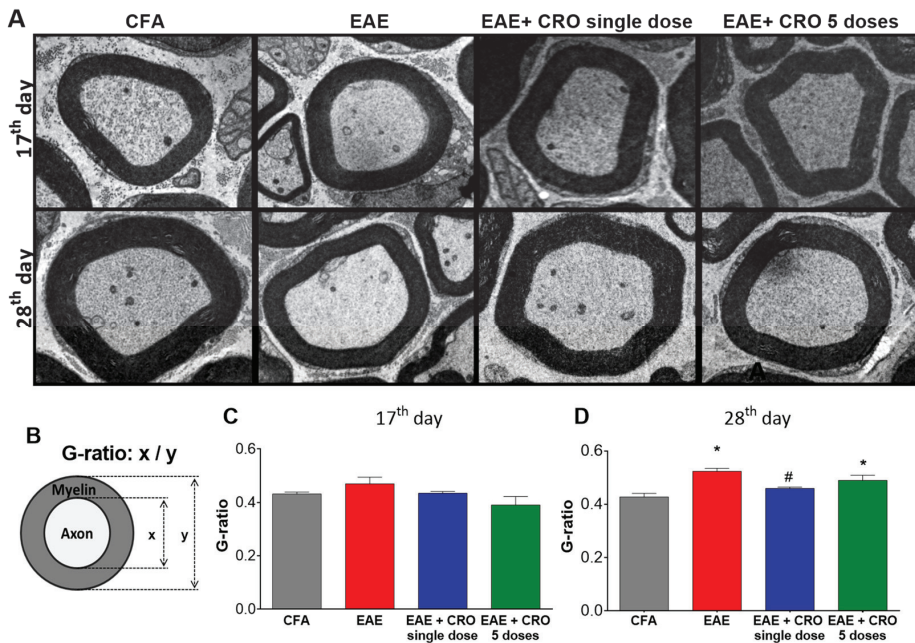 A
CFA
EAE
EAE+ CRO single dose
EAE+ CRO 5 doses
17th day
28th day
A
B
G-ratio: x / y
Myelin
Axon
x
y
C
17th day
G-ratio
0.6
0.4
0.2
0.0
CFA
EAE
EAE + CRO
single dose
EAE + CRO
5 doses
D
28th day
G-ratio
0.6
0.4
0.2
0.0
*
#
*
CFA
EAE
EAE + CRO
single dose
EAE + CRO
5 doses